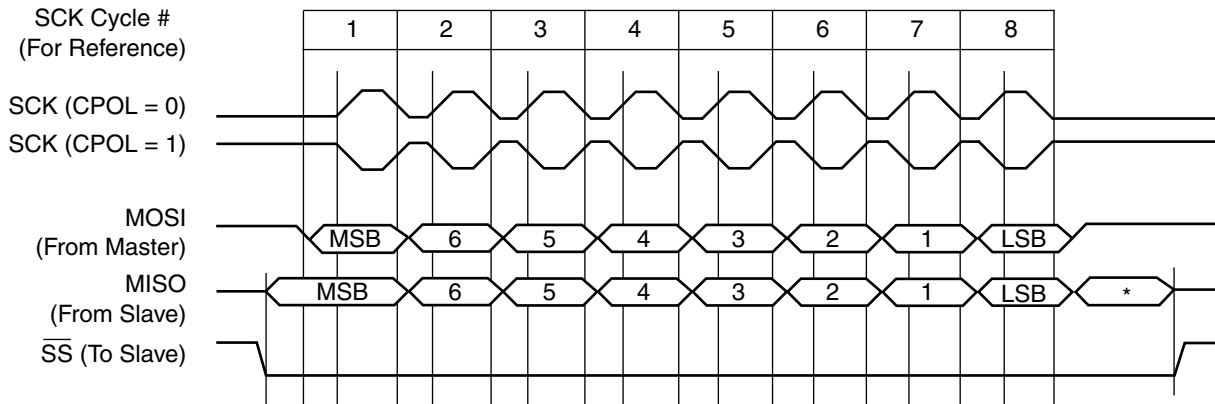 SCK Cycle #
(For Reference)
1 2 3 4 5 6 7 8
SCK (CPOL = 0)
SCK (CPOL = 1)
MOSI
(From Master)
MSB 6 5 4 3 2 1 LSB
MISO
(From Slave)
MSB 6 5 4 3 2 1 LSB *
SS (To Slave)